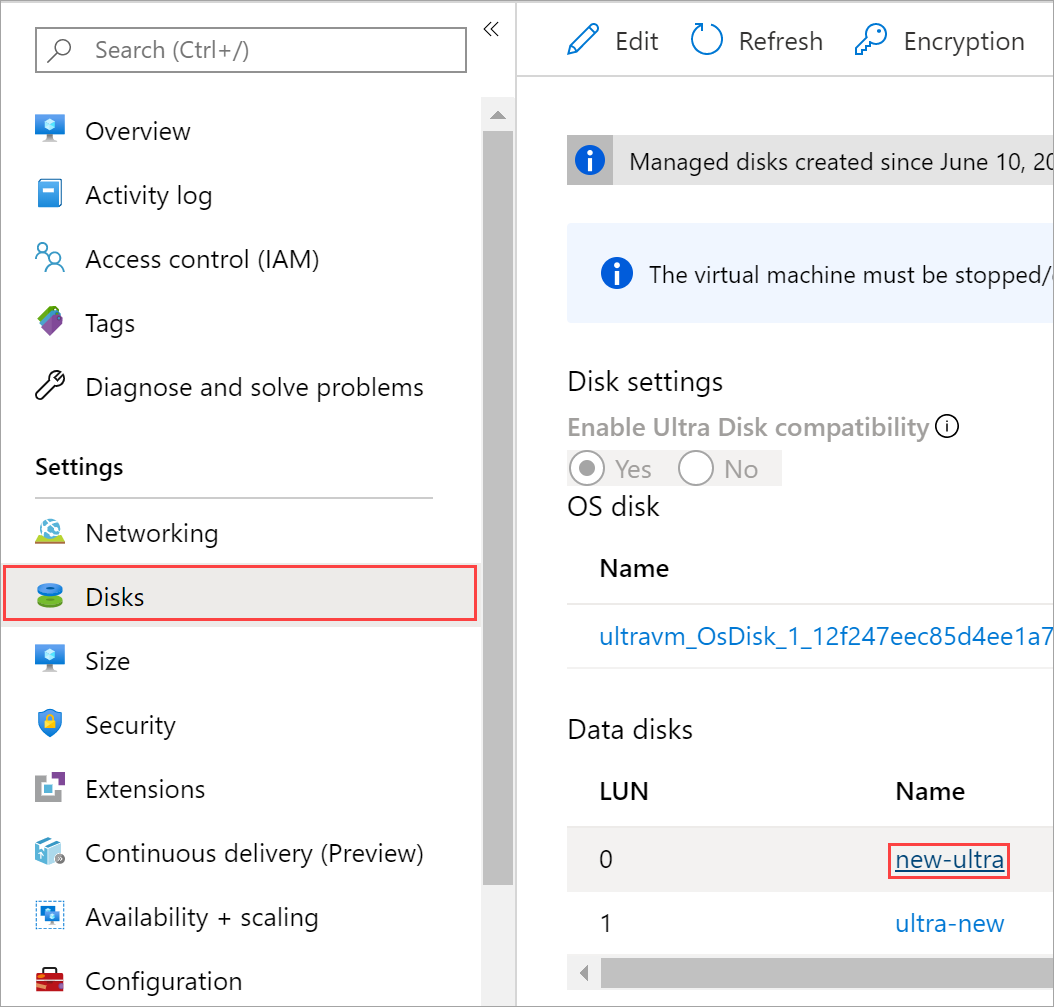 Search (Ctrl+/)
«
Overview
Activity log
Access control (IAM)
Tags
Diagnose and solve problems
Settings
Networking
Disks
Size
Security
Extensions
Continuous delivery (Preview)
Availability + scaling
Configuration
Edit Refresh Encryption
Managed disks created since June 10, 20
The virtual machine must be stopped/
Disk settings
Enable Ultra Disk compatibility
Yes No
OS disk
Name
ultravm_OsDisk_1_12f247eec85d4ee1a7
Data disks
LUN Name
0 new-ultra
1 ultra-new